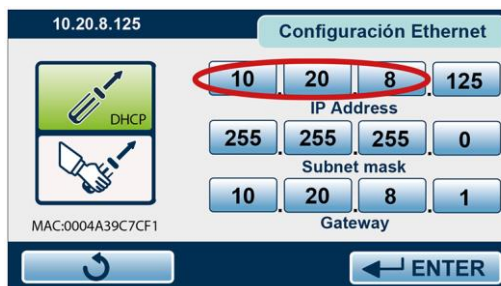 10.20.8.125
Configuración Ethernet
10 . 20 . 8 . 125
IP Address
DHCP
255 . 255 . 255 . 0
Subnet mask
10 . 20 . 8 . 1
MAC:0004A39C7CF1
Gateway
ENTER